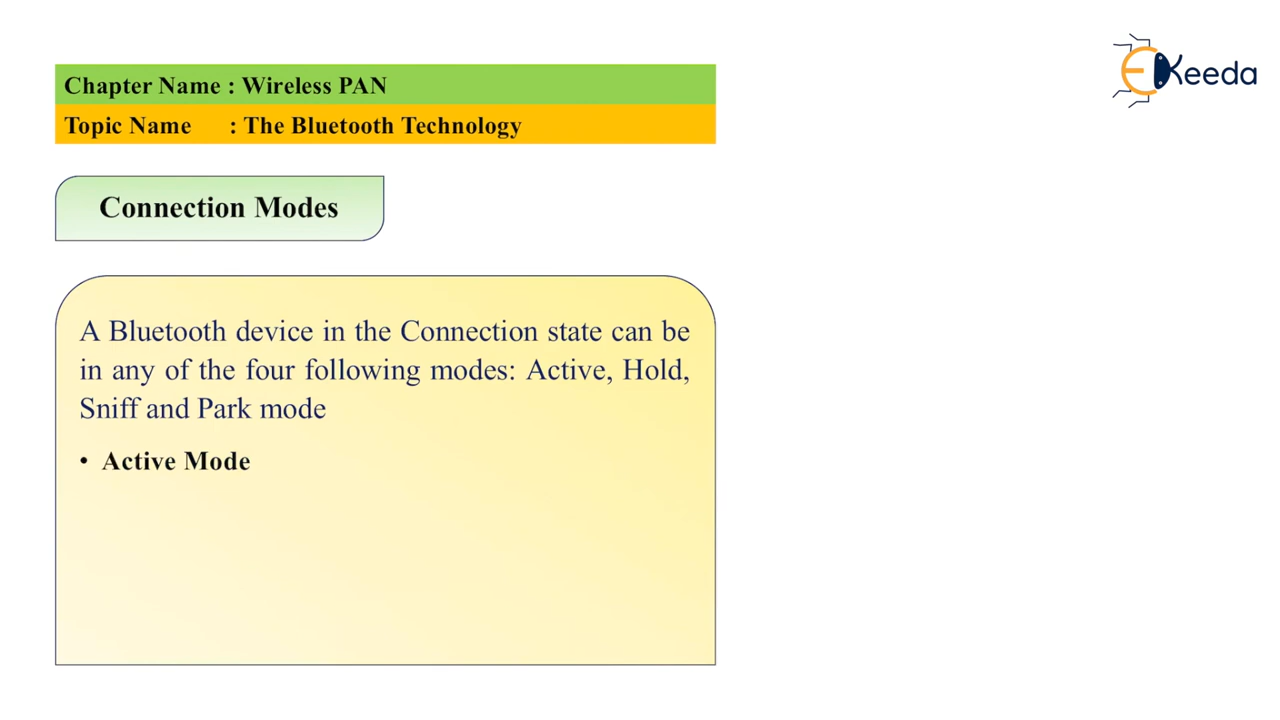 EKeeda
Chapter Name : Wireless PAN
Topic Name : The Bluetooth Technology
Connection Modes
A Bluetooth device in the Connection state can be
in any of the four following modes: Active, Hold,
Sniff and Park mode
• Active Mode